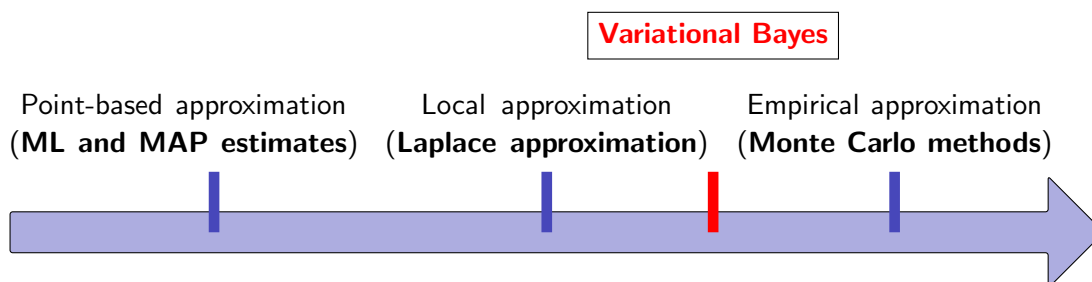 Variational Bayes
Point-based approximation
(ML and MAP estimates)
Local approximation
(Laplace approximation)
Empirical approximation
(Monte Carlo methods)